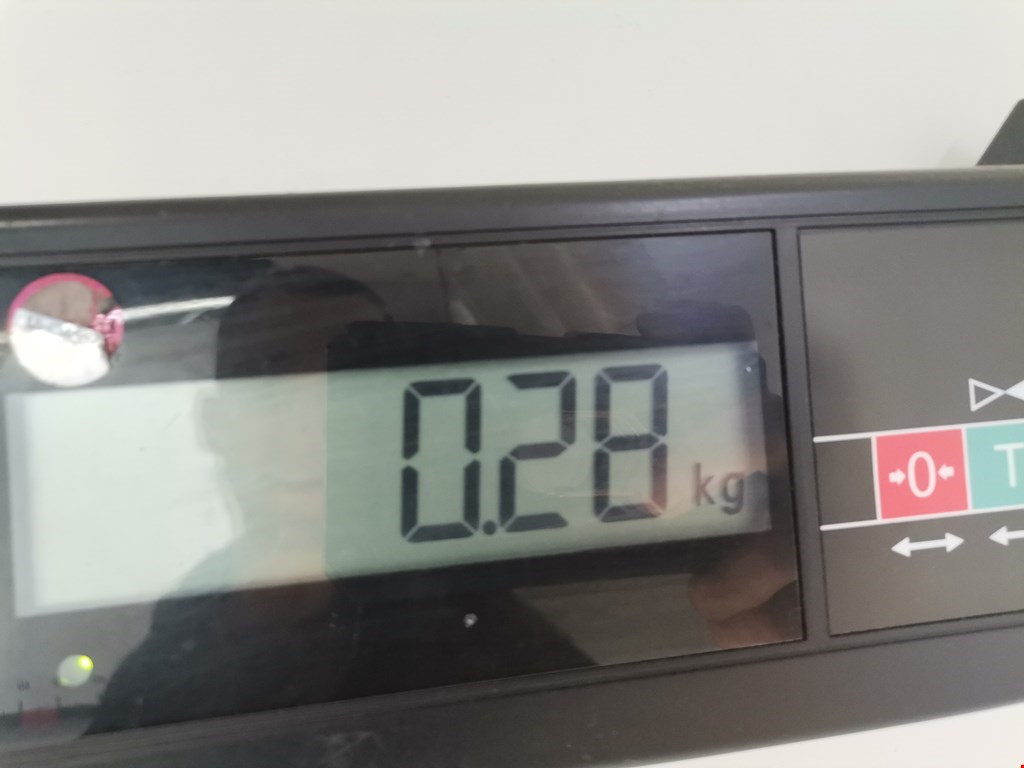 0.28 kg
→0← T